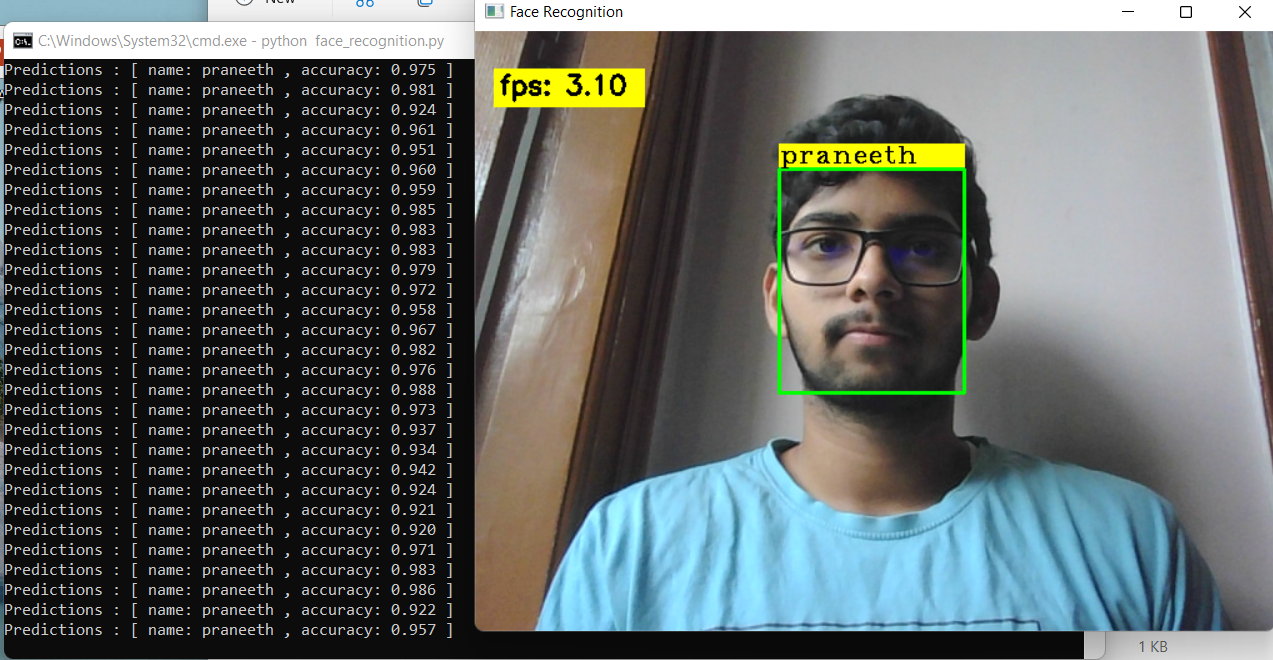 New
C:\Windows\System32\cmd.exe - python  face_recognition.py
Predictions : [ name: praneeth , accuracy: 0.975 ]
Predictions : [ name: praneeth , accuracy: 0.981 ]
Predictions : [ name: praneeth , accuracy: 0.924 ]
Predictions : [ name: praneeth , accuracy: 0.961 ]
Predictions : [ name: praneeth , accuracy: 0.951 ]
Predictions : [ name: praneeth , accuracy: 0.960 ]
Predictions : [ name: praneeth , accuracy: 0.959 ]
Predictions : [ name: praneeth , accuracy: 0.985 ]
Predictions : [ name: praneeth , accuracy: 0.983 ]
Predictions : [ name: praneeth , accuracy: 0.983 ]
Predictions : [ name: praneeth , accuracy: 0.979 ]
Predictions : [ name: praneeth , accuracy: 0.972 ]
Predictions : [ name: praneeth , accuracy: 0.958 ]
Predictions : [ name: praneeth , accuracy: 0.967 ]
Predictions : [ name: praneeth , accuracy: 0.982 ]
Predictions : [ name: praneeth , accuracy: 0.976 ]
Predictions : [ name: praneeth , accuracy: 0.988 ]
Predictions : [ name: praneeth , accuracy: 0.973 ]
Predictions : [ name: praneeth , accuracy: 0.937 ]
Predictions : [ name: praneeth , accuracy: 0.934 ]
Predictions : [ name: praneeth , accuracy: 0.942 ]
Predictions : [ name: praneeth , accuracy: 0.924 ]
Predictions : [ name: praneeth , accuracy: 0.921 ]
Predictions : [ name: praneeth , accuracy: 0.920 ]
Predictions : [ name: praneeth , accuracy: 0.971 ]
Predictions : [ name: praneeth , accuracy: 0.983 ]
Predictions : [ name: praneeth , accuracy: 0.986 ]
Predictions : [ name: praneeth , accuracy: 0.922 ]
Predictions : [ name: praneeth , accuracy: 0.957 ]
Face Recognition
fps: 3.10
praneeth
1 KB